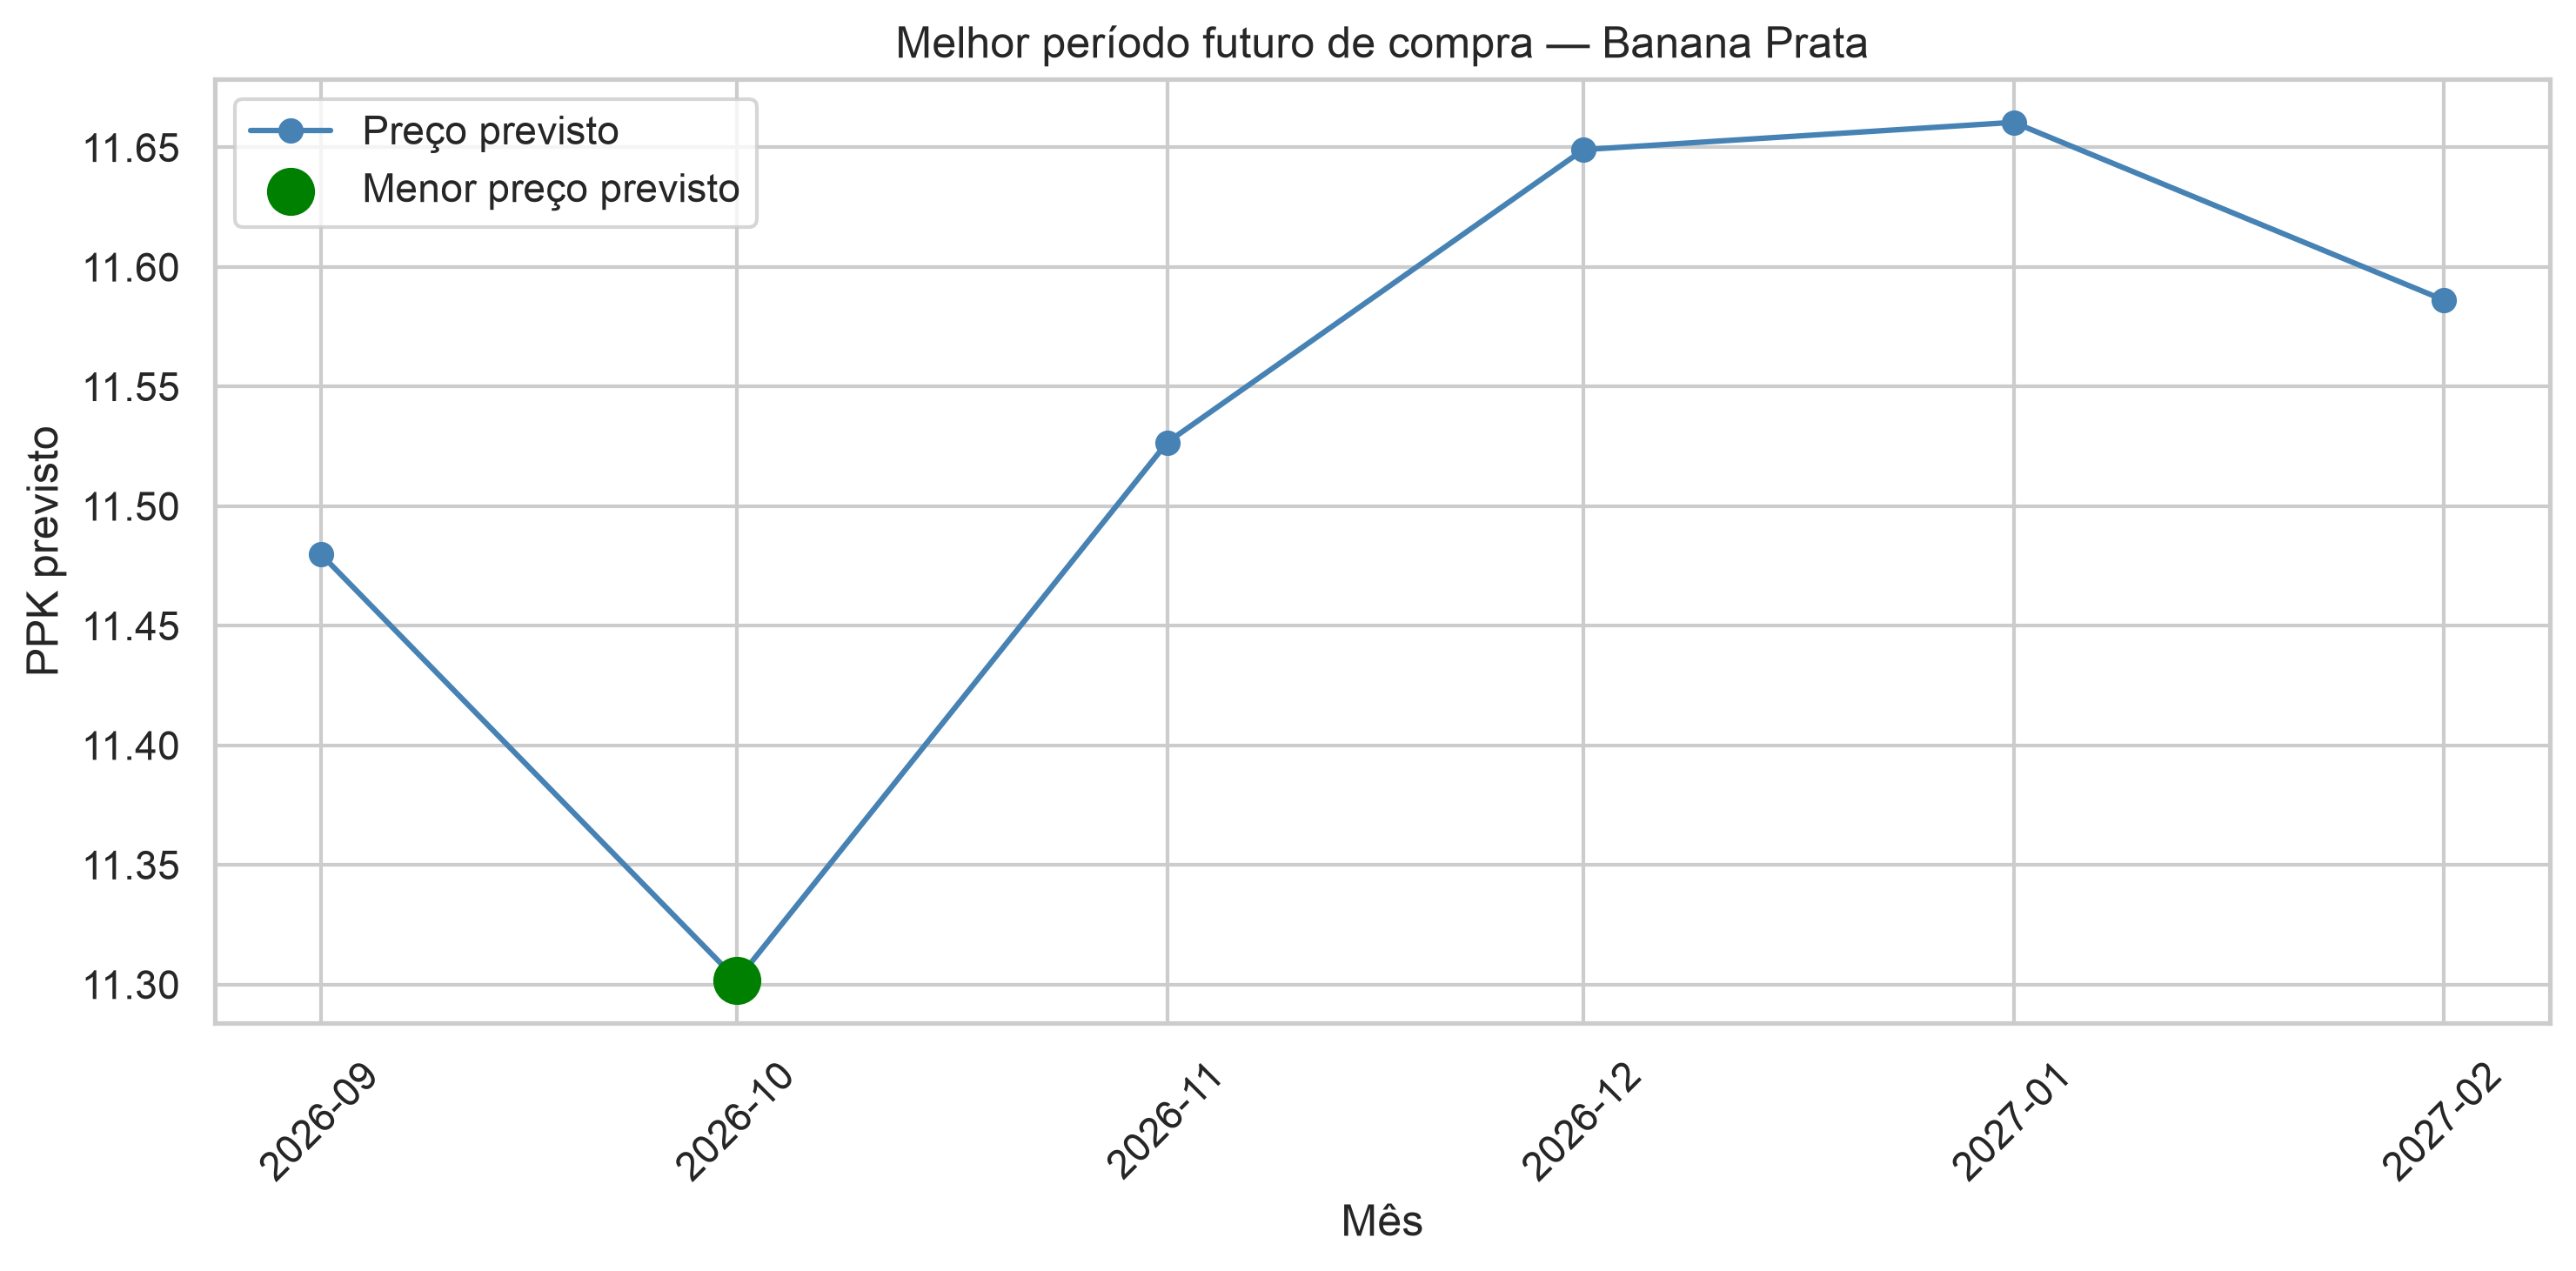 Melhor período futuro de compra — Banana Prata
Preço previsto
Menor preço previsto
11.65
11.60
11.55
11.50
11.45
11.40
11.35
11.30
PPK previsto
2026-09
2026-10
2026-11
2026-12
2027-01
2027-02
Mês